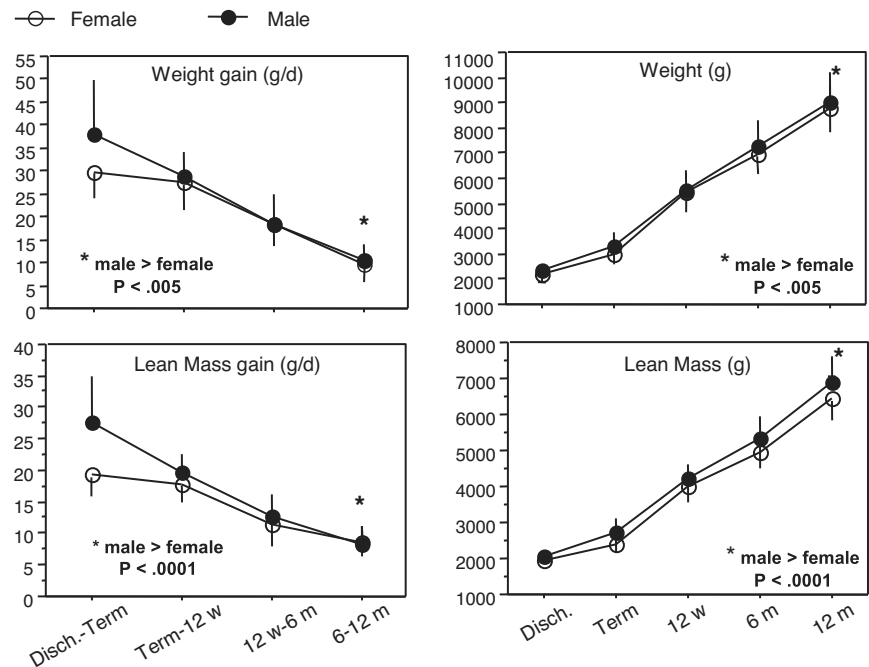 Female Male
Weight gain (g/d)
55
50
45
40
35
30
25
20
15
10
5
0
*
* male > female
P < .005
Weight (g)
11000
10000
9000
8000
7000
6000
5000
4000
3000
2000
1000
*
* male > female
P < .005
Lean Mass gain (g/d)
40
35
30
25
20
15
10
5
0
*
* male > female
P < .0001
Disch.-Term Term-12 w 12 w-6 m 6-12 m
Lean Mass (g)
8000
7000
6000
5000
4000
3000
2000
1000
*
* male > female
P < .0001
Disch. Term 12 w 6 m 12 m